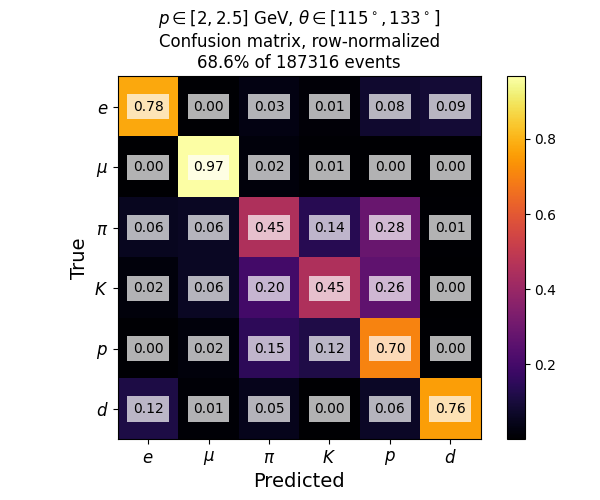 p ∈ [2, 2.5] GeV, θ ∈ [115°, 133°]
Confusion matrix, row-normalized
68.6% of 187316 events
e 0.78 0.00 0.03 0.01 0.08 0.09
μ 0.00 0.97 0.02 0.01 0.00 0.00
π 0.06 0.06 0.45 0.14 0.28 0.01
K 0.02 0.06 0.20 0.45 0.26 0.00
p 0.00 0.02 0.15 0.12 0.70 0.00
d 0.12 0.01 0.05 0.00 0.06 0.76
e μ π K p d
True
Predicted
0.8
0.6
0.4
0.2